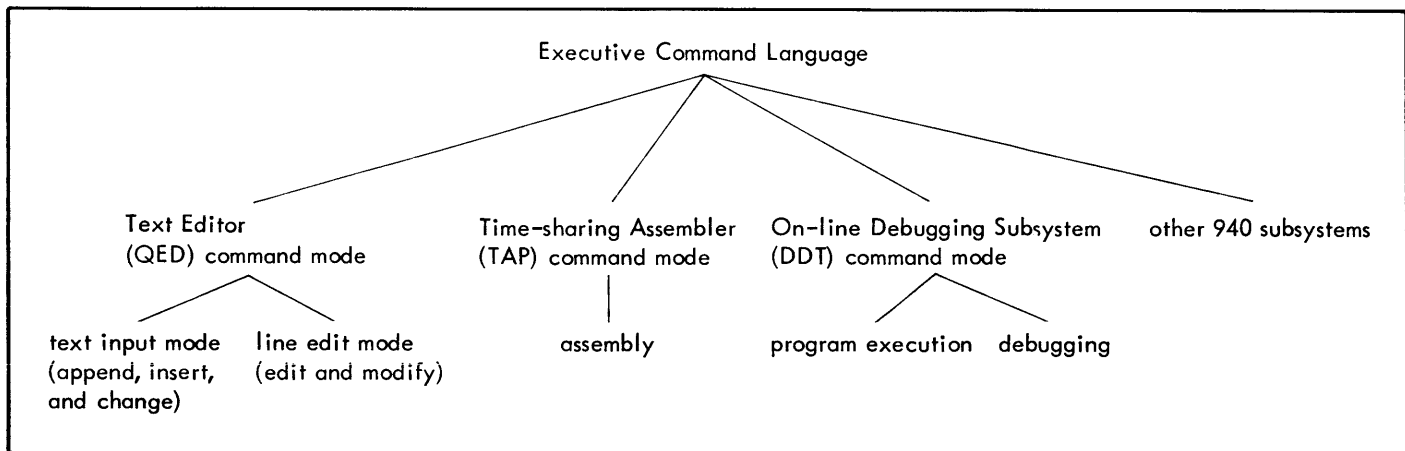 Executive Command Language
Text Editor
(QED) command mode
Time-sharing Assembler
(TAP) command mode
On-line Debugging Subsystem
(DDT) command mode
other 940 subsystems
text input mode
(append, insert,
and change)
line edit mode
(edit and modify)
assembly
program execution
debugging